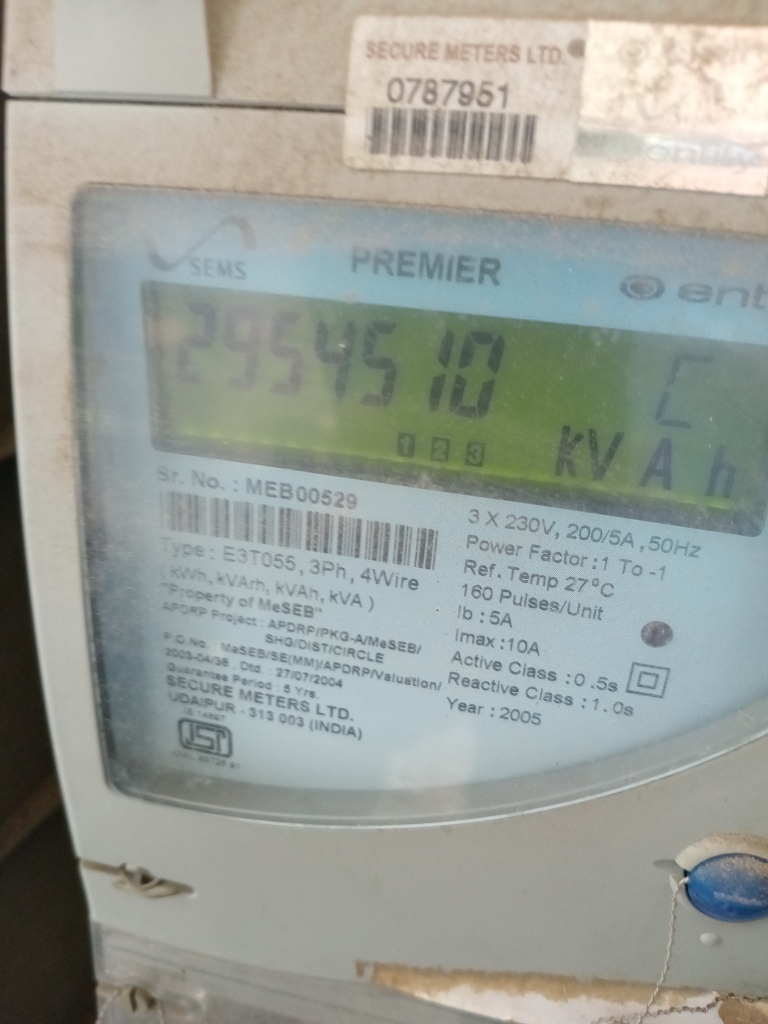 SECURE METERS LTD.
0787951
SEMS
PREMIER
ent
2954510 C
1 2 3
kVAh
Sr. No. : MEB00529
Type : E3T055, 3Ph, 4Wire
( kWh, kVArh, kVAh, kVA )
"Property of MeSEB"
APDRP Project : APDRP/PKG-A/MeSEB/
SHG/DIST/CIRCLE
P.O.No. : MeSEB/SE(MM)/APDRP/Valuation/
2003-04/36 , Dtd. : 27/07/2004
Guarantee Period : 5 Yrs.
SECURE METERS LTD.
UDAIPUR - 313 003 (INDIA)
3 X 230V, 200/5A , 50Hz
Power Factor : 1 To -1
Ref. Temp 27°C
160 Pulses/Unit
Ib : 5A
Imax : 10A
Active Class : 0.5s
Reactive Class : 1.0s
Year : 2005
ISI